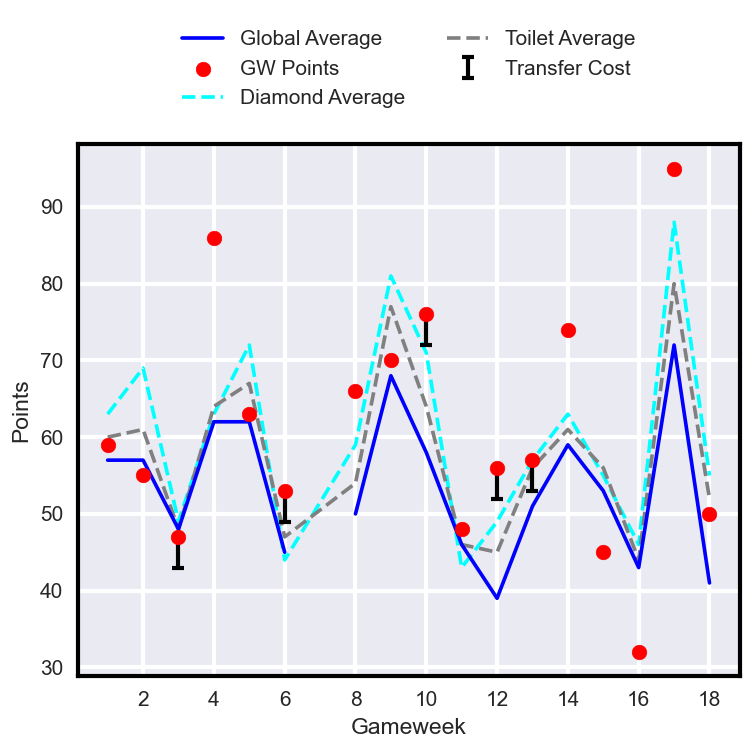 Global Average
GW Points
Diamond Average
Toilet Average
Transfer Cost
Points
90
80
70
60
50
40
30
2 4 6 8 10 12 14 16 18
Gameweek